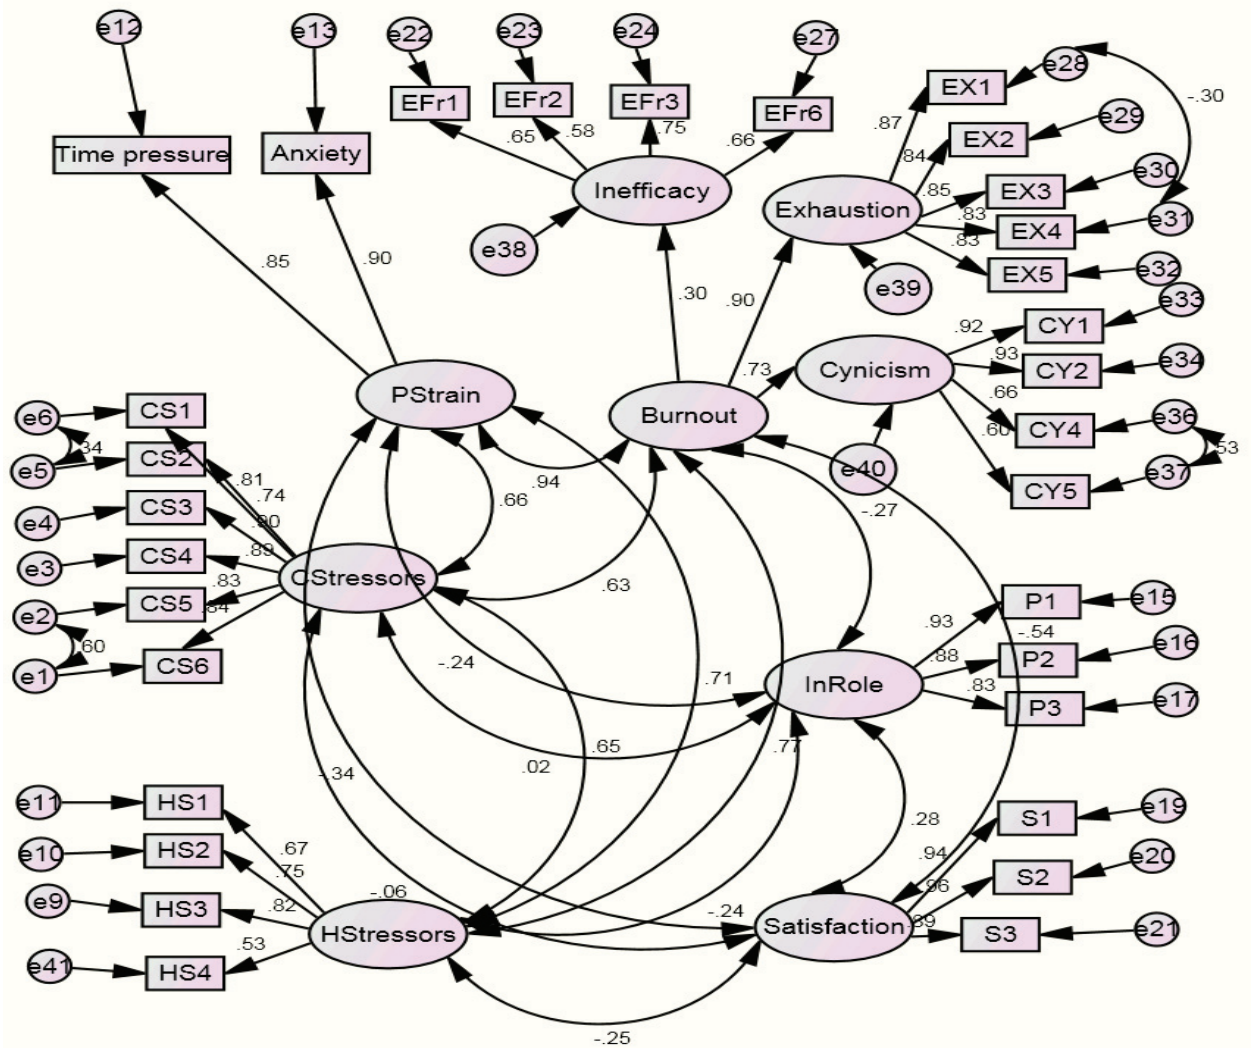 e12
e13
e22
e23
e24
e27
e28
EFr1
EFr2
EFr3
EFr6
EX1
-.30
.87
e29
EX2
.65
.58
.75
.66
.84
Time pressure
Anxiety
Inefficacy
Exhaustion
.85
EX3
e30
.83
EX4
e31
.83
EX5
e32
e38
e39
.85
.90
.30
.90
.92
CY1
e33
.93
CY2
e34
Cynicism
.73
.66
CY4
e36
.60
.53
CY5
e37
e40
PStrain
Burnout
e6
CS1
.34
e5
CS2
.81
.74
e4
CS3
.90
.89
e3
CS4
.83
e2
CS5
.84
.60
e1
CS6
CStressors
.94
.66
.63
-.27
P1
e15
.93
-.54
.88
P2
e16
.83
P3
e17
InRole
-.24
.71
.65
.02
.77
-.34
e11
HS1
.67
e10
HS2
.75
e9
HS3
.82
e41
HS4
.53
HStressors
-.06
-.24
.28
.94
S1
e19
.96
S2
e20
.89
S3
e21
Satisfaction
-.25